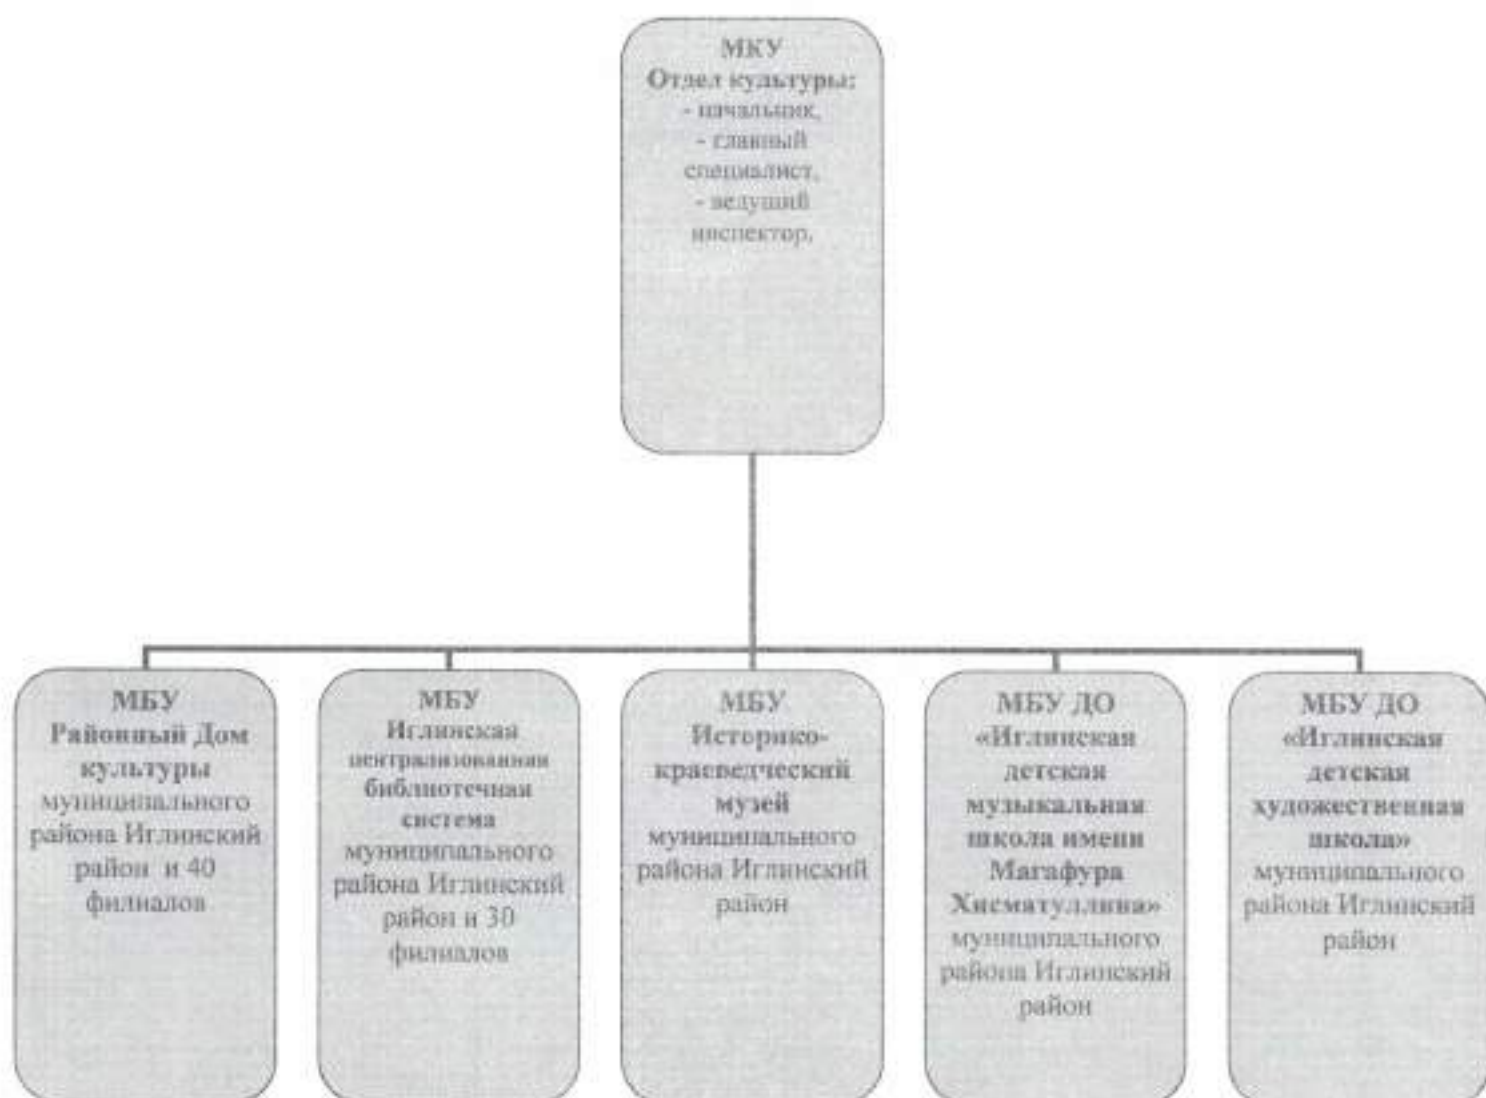 МКУ
Отдел культуры:
- начальник,
- главный
специалист,
- ведущий
инспектор.
МБУ
Районный Дом
культуры
муниципального
района Иглинский
район и 40
филиалов
МБУ
Иглинская
централизованная
библиотечная
система
муниципального
района Иглинский
район и 30
филиалов
МБУ
Историко-
краеведческий
музей
муниципального
района Иглинский
район
МБУ ДО
«Иглинская
детская
музыкальная
школа имени
Магафура
Хисматуллина»
муниципального
района Иглинский
район
МБУ ДО
«Иглинская
детская
художественная
школа»
муниципального
района Иглинский
район